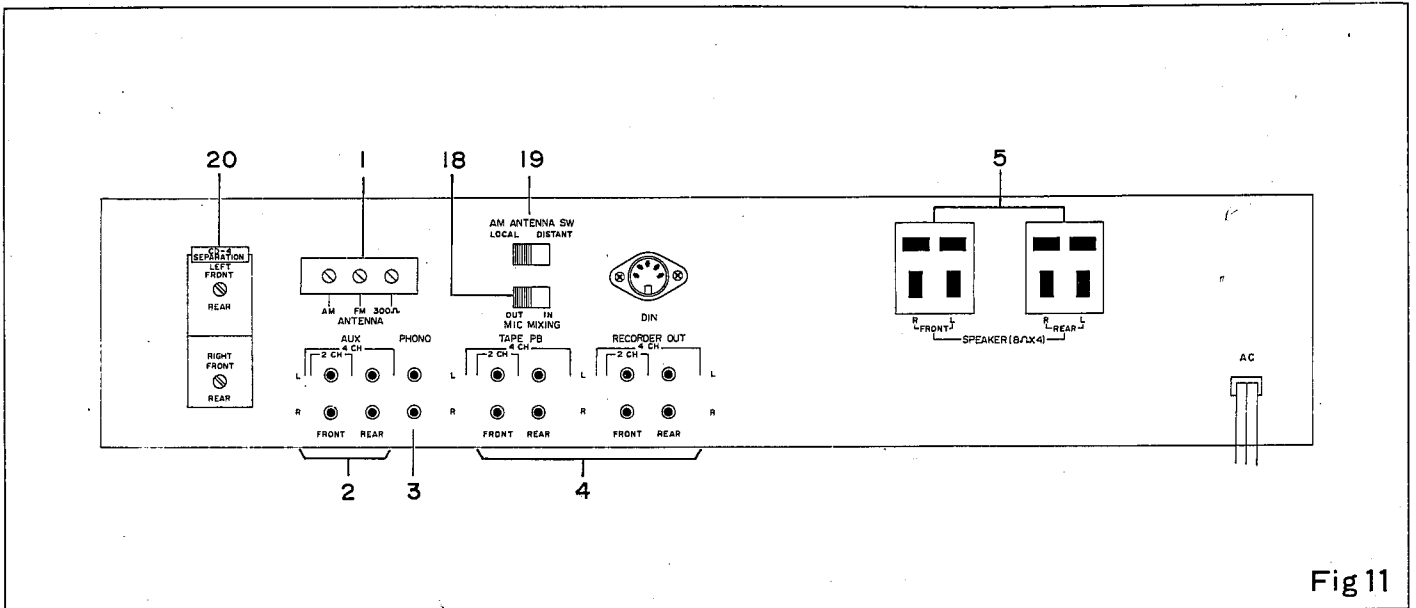 20 1 18 19 5
AM ANTENNA SW
LOCAL DISTANT
CD-4
SEPARATION
LEFT
FRONT
REAR
RIGHT
FRONT
REAR
AM FM 300Ω
ANTENNA
OUT IN
MIC MIXING
DIN
R L R L
FRONT REAR
SPEAKER (8Ω×4)
AC
AUX PHONO TAPE PB RECORDER OUT
4 CH 4 CH 4 CH
2 CH 2 CH 2 CH
L L L L
R R R R
FRONT REAR FRONT REAR FRONT REAR
2 3 4
Fig 11